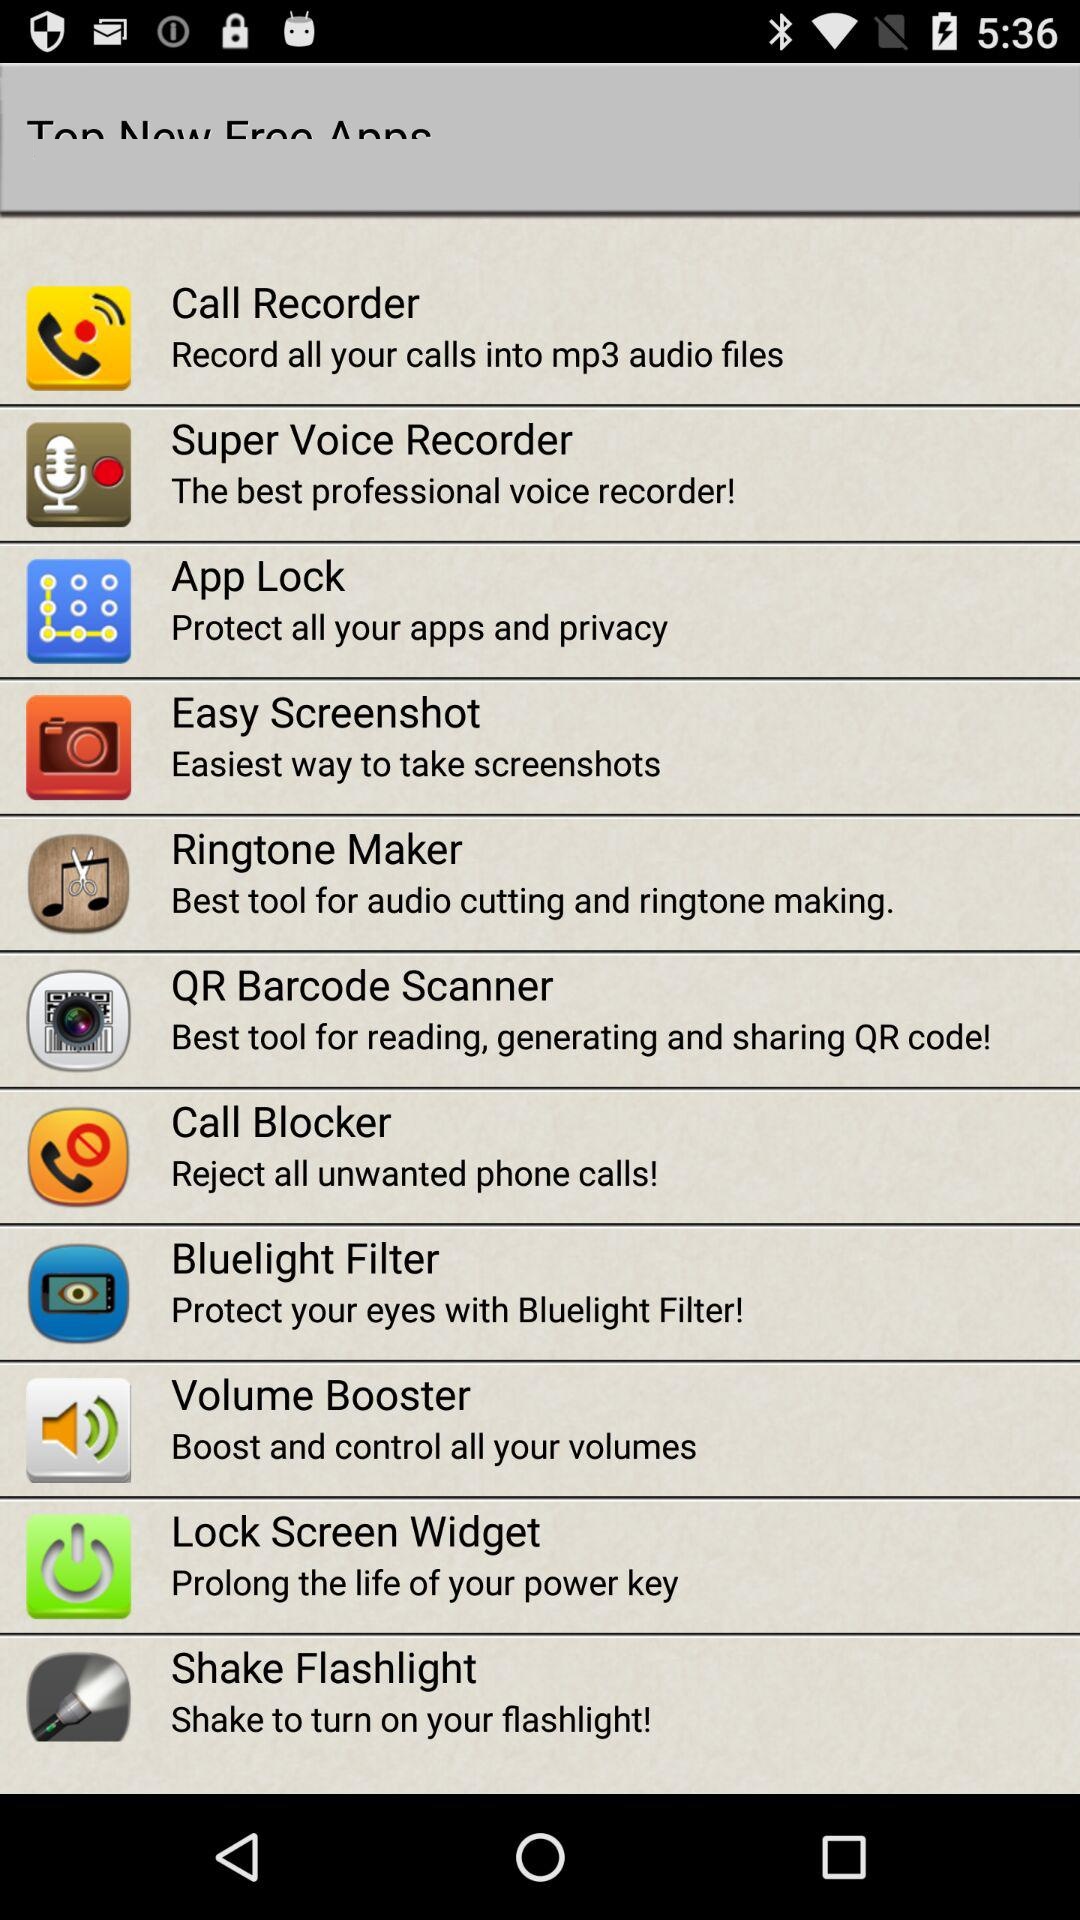 5:36
Top New Free Apps
Call Recorder
Record all your calls into mp3 audio files
Super Voice Recorder
The best professional voice recorder!
App Lock
Protect all your apps and privacy
Easy Screenshot
Easiest way to take screenshots
Ringtone Maker
Best tool for audio cutting and ringtone making.
QR Barcode Scanner
Best tool for reading, generating and sharing QR code!
Call Blocker
Reject all unwanted phone calls!
Bluelight Filter
Protect your eyes with Bluelight Filter!
Volume Booster
Boost and control all your volumes
Lock Screen Widget
Prolong the life of your power key
Shake Flashlight
Shake to turn on your flashlight!